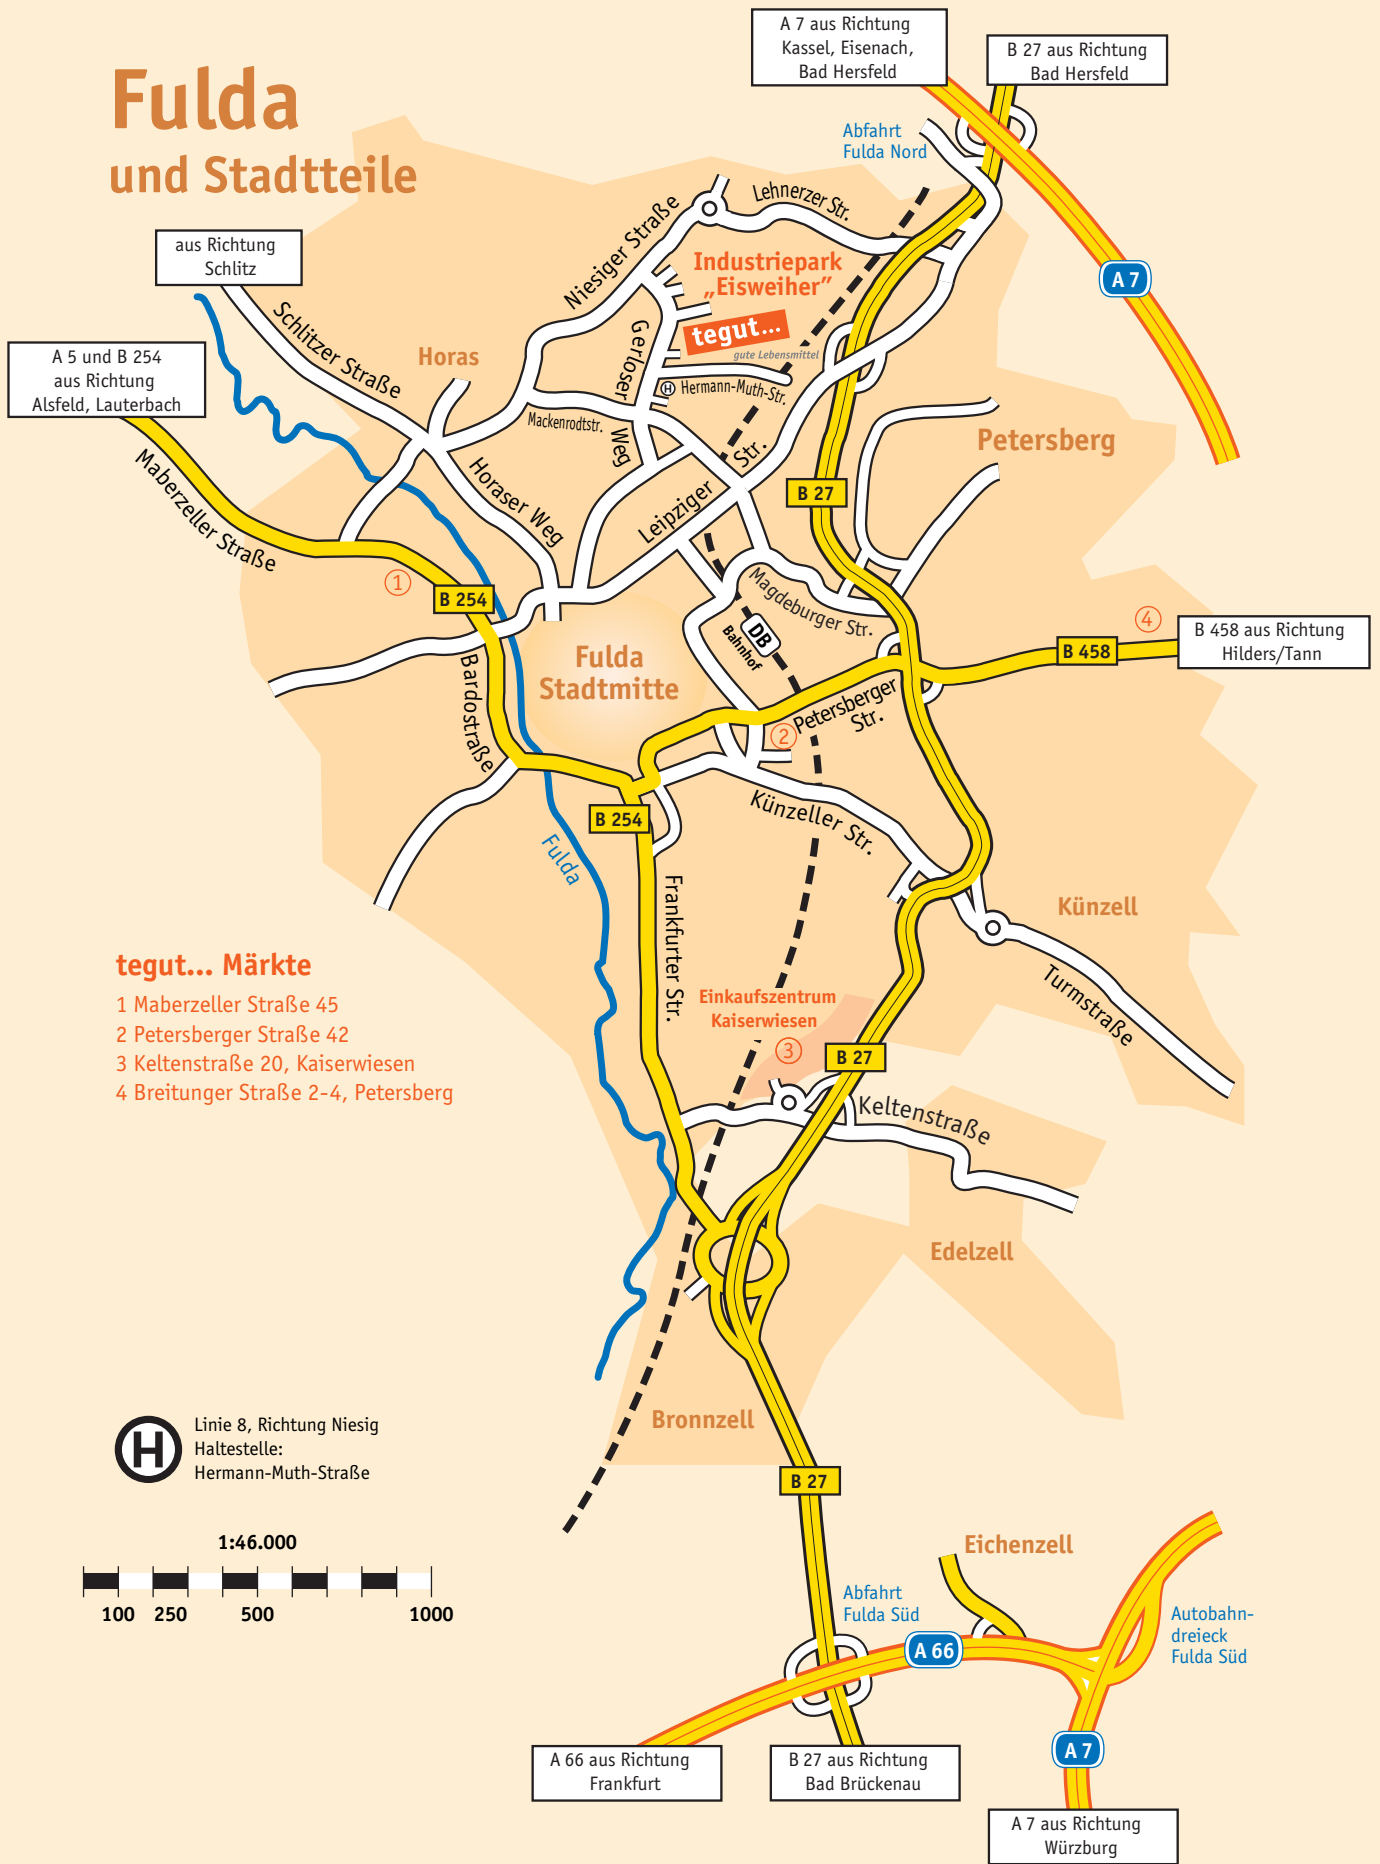 A 7 aus Richtung
Kassel, Eisenach,
Bad Hersfeld
B 27 aus Richtung
Bad Hersfeld
Fulda
und Stadtteile
Abfahrt
Fulda Nord
aus Richtung
Schlitz
Lehnerzer Str.
Niesiger Straße
Industriepark
„Eisweiher”
A 7
tegut...
gute Lebensmittel
Schlitzer Straße
Horas
Gerloser Weg
H
Hermann-Muth-Str.
A 5 und B 254
aus Richtung
Alsfeld, Lauterbach
Mackenrodtstr.
Petersberg
Maberzeller Straße
Horaser Weg
Leipziger Str.
B 27
1
B 254
Magdeburger Str.
4
B 458 aus Richtung
Hilders/Tann
DB
Bahnhof
B 458
Fulda
Stadtmitte
Bardostraße
Petersberger
Str.
2
B 254
Künzeller Str.
Fulda
Frankfurter Str.
Künzell
tegut... Märkte
1 Maberzeller Straße 45
2 Petersberger Straße 42
3 Keltenstraße 20, Kaiserwiesen
4 Breitunger Straße 2-4, Petersberg
Einkaufszentrum
Kaiserwiesen
3
B 27
Turmstraße
Keltenstraße
Edelzell
Bronnzell
H
Linie 8, Richtung Niesig
Haltestelle:
Hermann-Muth-Straße
B 27
1:46.000
100 250 500 1000
Eichenzell
Abfahrt
Fulda Süd
A 66
Autobahn-
dreieck
Fulda Süd
A 7
A 66 aus Richtung
Frankfurt
B 27 aus Richtung
Bad Brückenau
A 7 aus Richtung
Würzburg